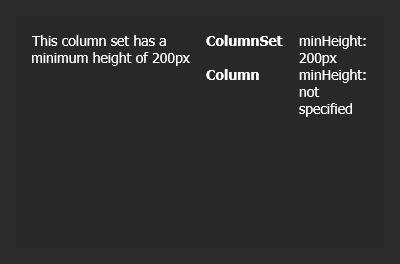 This column set has a
minimum height of 200px
ColumnSet
minHeight:
200px
Column
minHeight:
not
specified